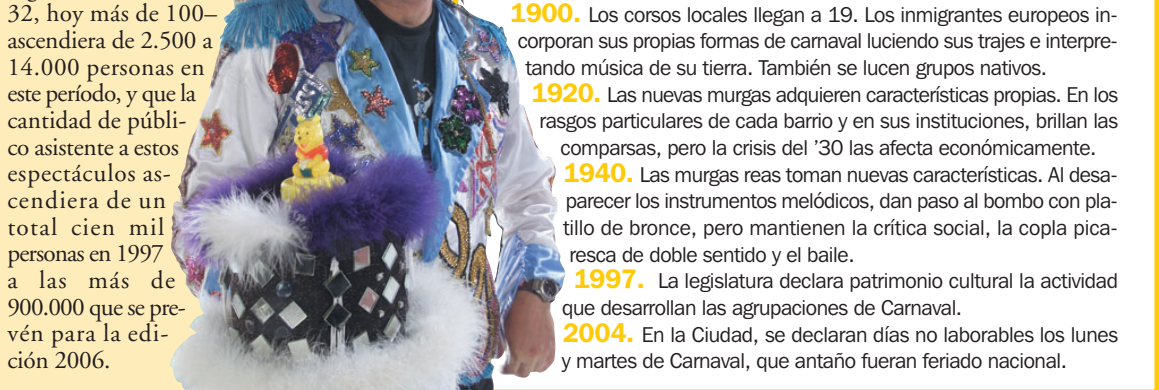 32, hoy más de 100–
ascendiera de 2.500 a
14.000 personas en
este período, y que la
cantidad de públi-
co asistente a estos
espectáculos as-
cendiera de un
total cien mil
personas en 1997
a las más de
900.000 que se pre-
vén para la edi-
ción 2006.
1900. Los corsos locales llegan a 19. Los inmigrantes europeos in-
corporan sus propias formas de carnaval luciendo sus trajes e interpre-
tando música de su tierra. También se lucen grupos nativos.
1920. Las nuevas murgas adquieren características propias. En los
rasgos particulares de cada barrio y en sus instituciones, brillan las
comparsas, pero la crisis del ’30 las afecta económicamente.
1940. Las murgas reas toman nuevas características. Al desa-
parecer los instrumentos melódicos, dan paso al bombo con pla-
tillo de bronce, pero mantienen la crítica social, la copla pica-
resca de doble sentido y el baile.
1997. La legislatura declara patrimonio cultural la actividad
que desarrollan las agrupaciones de Carnaval.
2004. En la Ciudad, se declaran días no laborables los lunes
y martes de Carnaval, que antaño fueran feriado nacional.